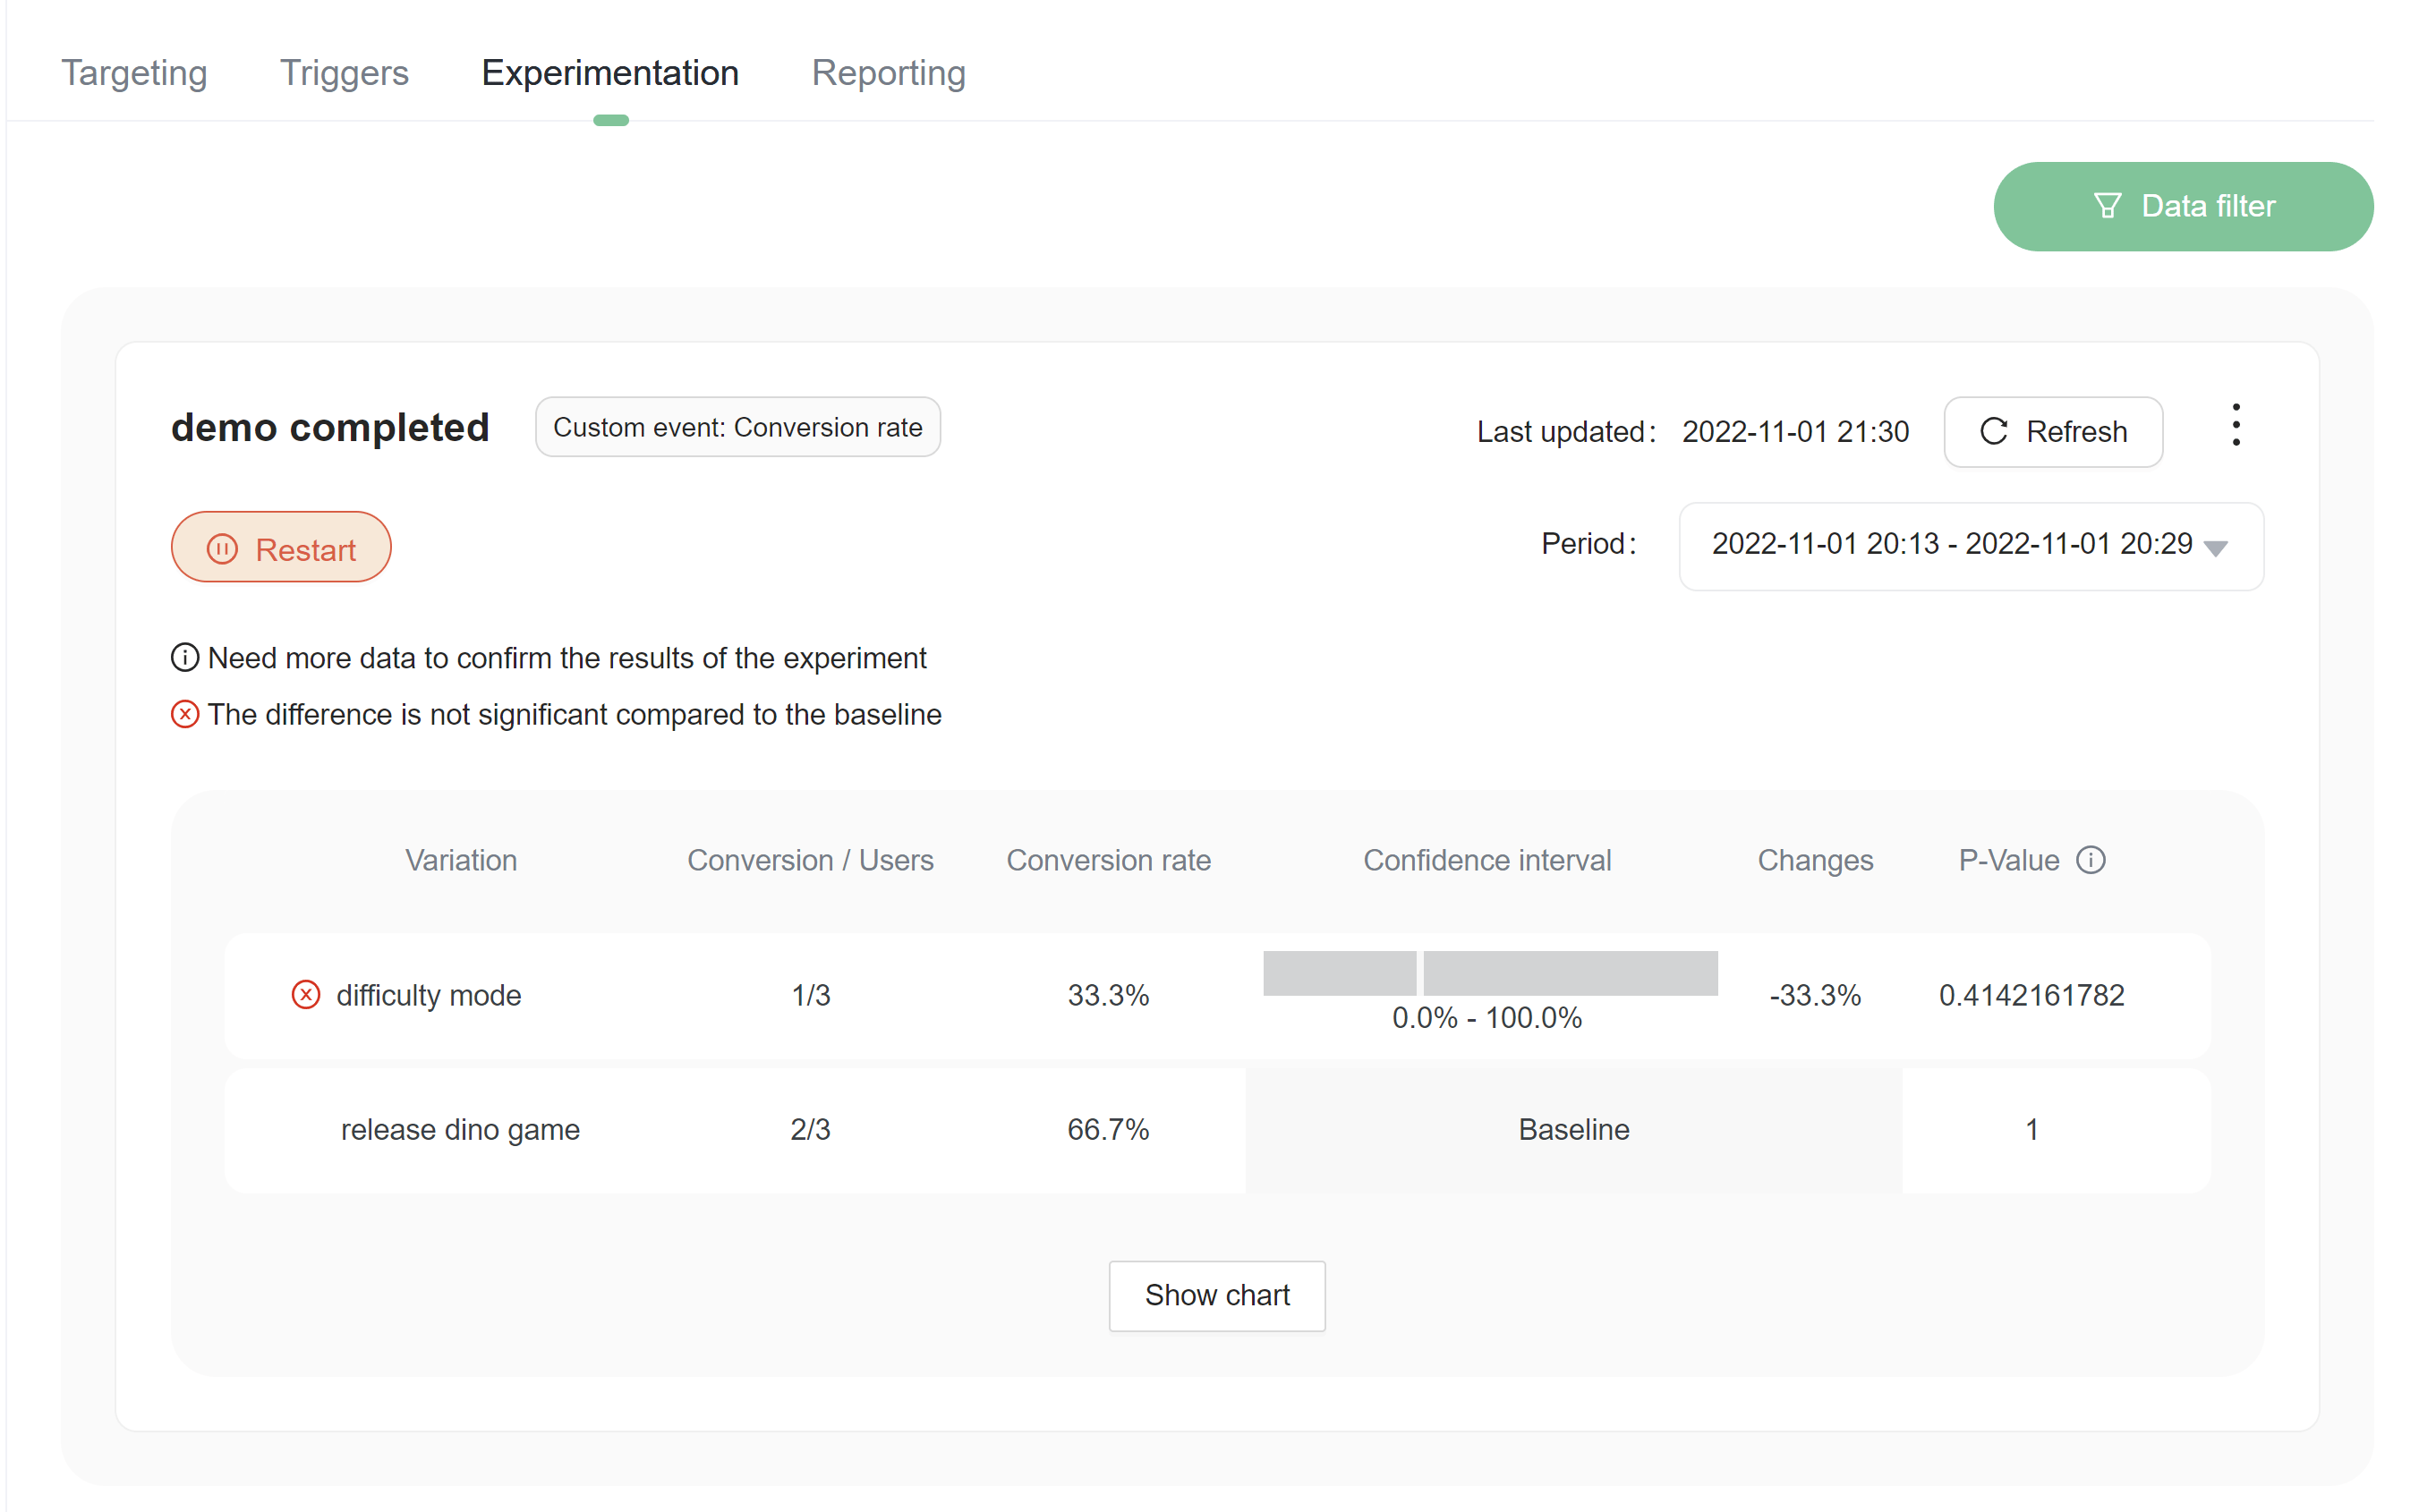 Targeting Triggers Experimentation Reporting
Data filter
demo completed Custom event: Conversion rate Last updated: 2022-11-01 21:30 Refresh
Restart Period: 2022-11-01 20:13 - 2022-11-01 20:29
Need more data to confirm the results of the experiment
The difference is not significant compared to the baseline
Variation Conversion / Users Conversion rate Confidence interval Changes P-Value
difficulty mode 1/3 33.3% 0.0% - 100.0% -33.3% 0.4142161782
release dino game 2/3 66.7% Baseline 1
Show chart